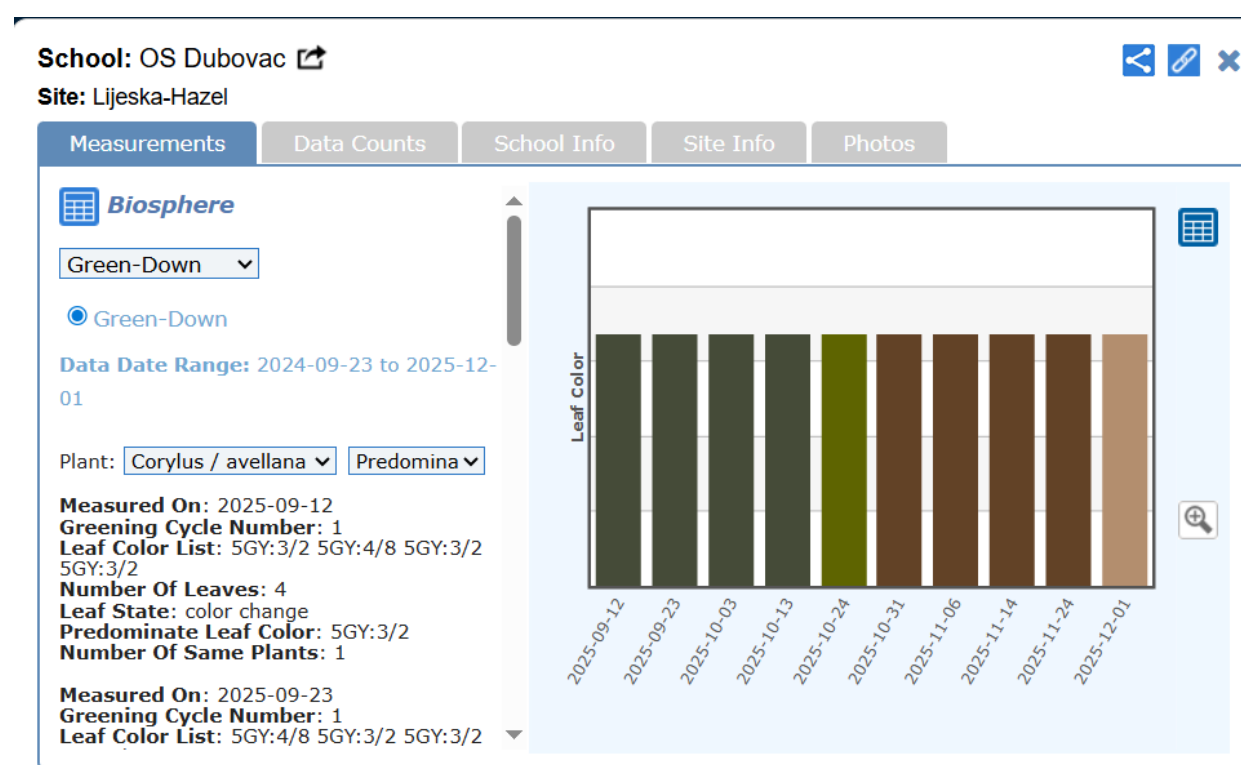 School: OS Dubovac
Site: Lijeska-Hazel
Measurements
Data Counts
School Info
Site Info
Photos
Biosphere
Green-Down
Green-Down
Data Date Range: 2024-09-23 to 2025-12-
01
Plant: Corylus / avellana Predomina
Measured On: 2025-09-12
Greening Cycle Number: 1
Leaf Color List: 5GY:3/2 5GY:4/8 5GY:3/2
5GY:3/2
Number Of Leaves: 4
Leaf State: color change
Predominate Leaf Color: 5GY:3/2
Number Of Same Plants: 1
Measured On: 2025-09-23
Greening Cycle Number: 1
Leaf Color List: 5GY:4/8 5GY:3/2 5GY:3/2
Leaf Color
2025-09-12
2025-09-23
2025-10-03
2025-10-13
2025-10-24
2025-10-31
2025-11-06
2025-11-14
2025-11-24
2025-12-01